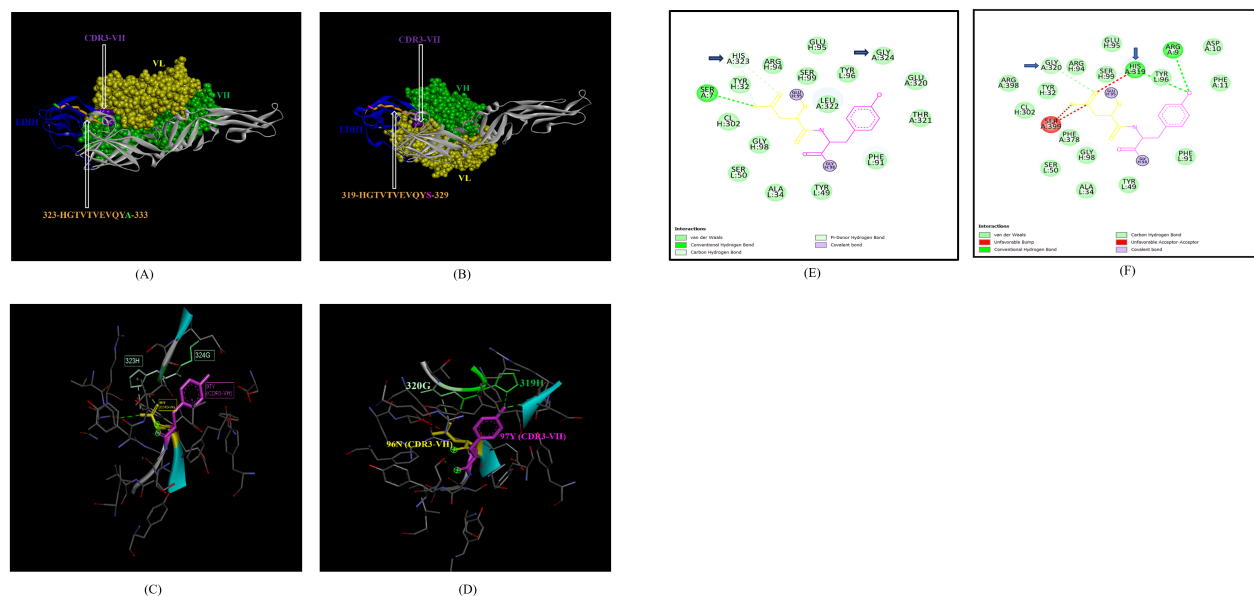 CDR3-VH
VL
VH
EDIII
323-HGTVTVEVQYA-333
(A)
CDR3-VH
VH
EDIII
VL
319-HGTVTVEVQYS-329
(B)
HIS
A:323
ARG
H:94
GLU
H:95
GLY
A:324
SER
A:7
TYR
H:32
SER
H:99
TYR
L:96
GLU
A:320
LEU
A:322
THR
A:321
CL
H:302
GLY
H:98
PHE
L:91
SER
L:50
ALA
L:34
TYR
L:49
Interactions
van der Waals
Conventional Hydrogen Bond
Carbon Hydrogen Bond
Pi-Donor Hydrogen Bond
Covalent bond
(E)
GLU
H:95
ARG
A:9
ASP
A:10
GLY
A:320
ARG
H:94
SER
H:99
HIS
A:319
TYR
L:96
PHE
A:11
ARG
A:398
TYR
H:32
CL
H:302
SER
A:399
PHE
A:378
GLY
H:98
PHE
L:91
SER
L:50
ALA
L:34
TYR
L:49
Interactions
van der Waals
Unfavorable Bump
Conventional Hydrogen Bond
Carbon Hydrogen Bond
Unfavorable Acceptor-Acceptor
Covalent bond
(F)
323H
324G
97Y
(CDR3-VH)
(C)
320G
319H
96N (CDR3-VH)
97Y (CDR3-VH)
(D)